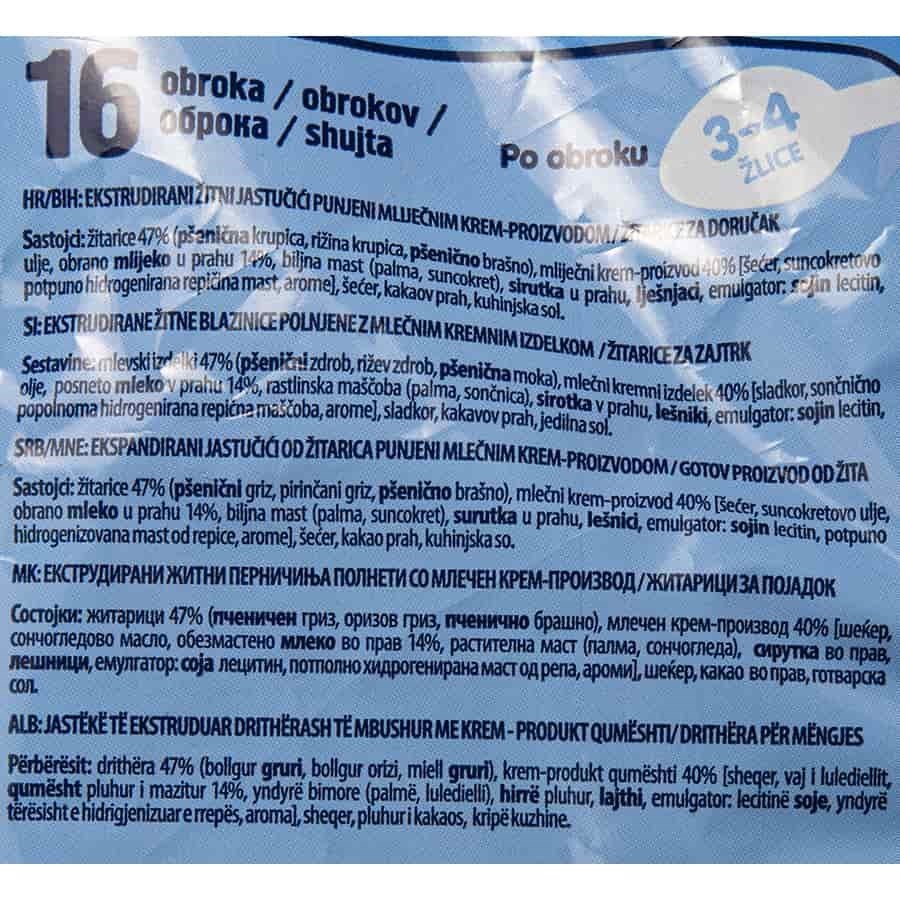 16 obroka / obrokov /
оброка / shujta
Po obroku
3-4
ŽLICE
HR/BIH: EKSTRUDIRANI ŽITNI JASTUČIĆI PUNJENI MLIJEČNIM KREM-PROIZVODOM / ŽITARICE ZA DORUČAK
Sastojci: žitarice 47% (pšenična krupica, rižina krupica, pšenično brašno), mliječni krem-proizvod 40% [šećer, suncokretovo
ulje, obrano mlijeko u prahu 14%, biljna mast (palma, suncokret), sirutka u prahu, lješnjaci, emulgator: sojin lecitin,
potpuno hidrogenirana repičina mast, arome], šećer, kakaov prah, kuhinjska sol.
SI: EKSTRUDIRANE ŽITNE BLAZINICE POLNJENE Z MLEČNIM KREMNIM IZDELKOM / ŽITARICE ZA ZAJTRK
Sestavine: mlevski izdelki 47% (pšenični zdrob, rižev zdrob, pšenična moka), mlečni kremni izdelek 40% [sladkor, sončnično
olje, posneto mleko v prahu 14%, rastlinska maščoba (palma, sončnica), sirotka v prahu, lešniki, emulgator: sojin lecitin,
popolnoma hidrogenirana repična maščoba, arome], sladkor, kakavov prah, jedilna sol.
SRB/MNE: EKSPANDIRANI JASTUČIĆI OD ŽITARICA PUNJENI MLEČNIM KREM-PROIZVODOM / GOTOV PROIZVOD OD ŽITA
Sastojci: žitarice 47% (pšenični griz, pirinčani griz, pšenično brašno), mlečni krem-proizvod 40% [šećer, suncokretovo ulje,
obrano mleko u prahu 14%, biljna mast (palma, suncokret), surutka u prahu, lešnici, emulgator: sojin lecitin, potpuno
hidrogenizovana mast od repice, arome], šećer, kakao prah, kuhinjska so.
МК: ЕКСТРУДИРАНИ ЖИТНИ ПЕРНИЧИЊА ПОЛНЕТИ СО МЛЕЧЕН КРЕМ-ПРОИЗВОД / ЖИТАРИЦИ ЗА ПОЈАДОК
Состојки: житарици 47% (пченичен гриз, оризов гриз, пченично брашно), млечен крем-производ 40% [шеќер,
сончогледово масло, обезмастено млеко во прав 14%, растителна маст (палма, сончогледа), сирутка во прав,
лешници, емулгатор: соја лецитин, потполно хидрогенирана маст од репа, ароми], шеќер, какао во прав, готварска
сол.
ALB: JASTËKË TË EKSTRUDUAR DRITHËRASH TË MBUSHUR ME KREM - PRODUKT QUMËSHTI/ DRITHËRA PËR MËNGJES
Përbërësit: drithëra 47% (bollgur gruri, bollgur orizi, miell gruri), krem-produkt qumështi 40% [sheqer, vaj i lulediellit,
qumësht pluhur i mazitur 14%, yndyrë bimore (palmë, luledielli), hirrë pluhur, lajthi, emulgator: lecitinë soje, yndyrë
tërësisht e hidrigjenizuar e rrepës, aroma], sheqer, pluhur i kakaos, kripë kuzhine.